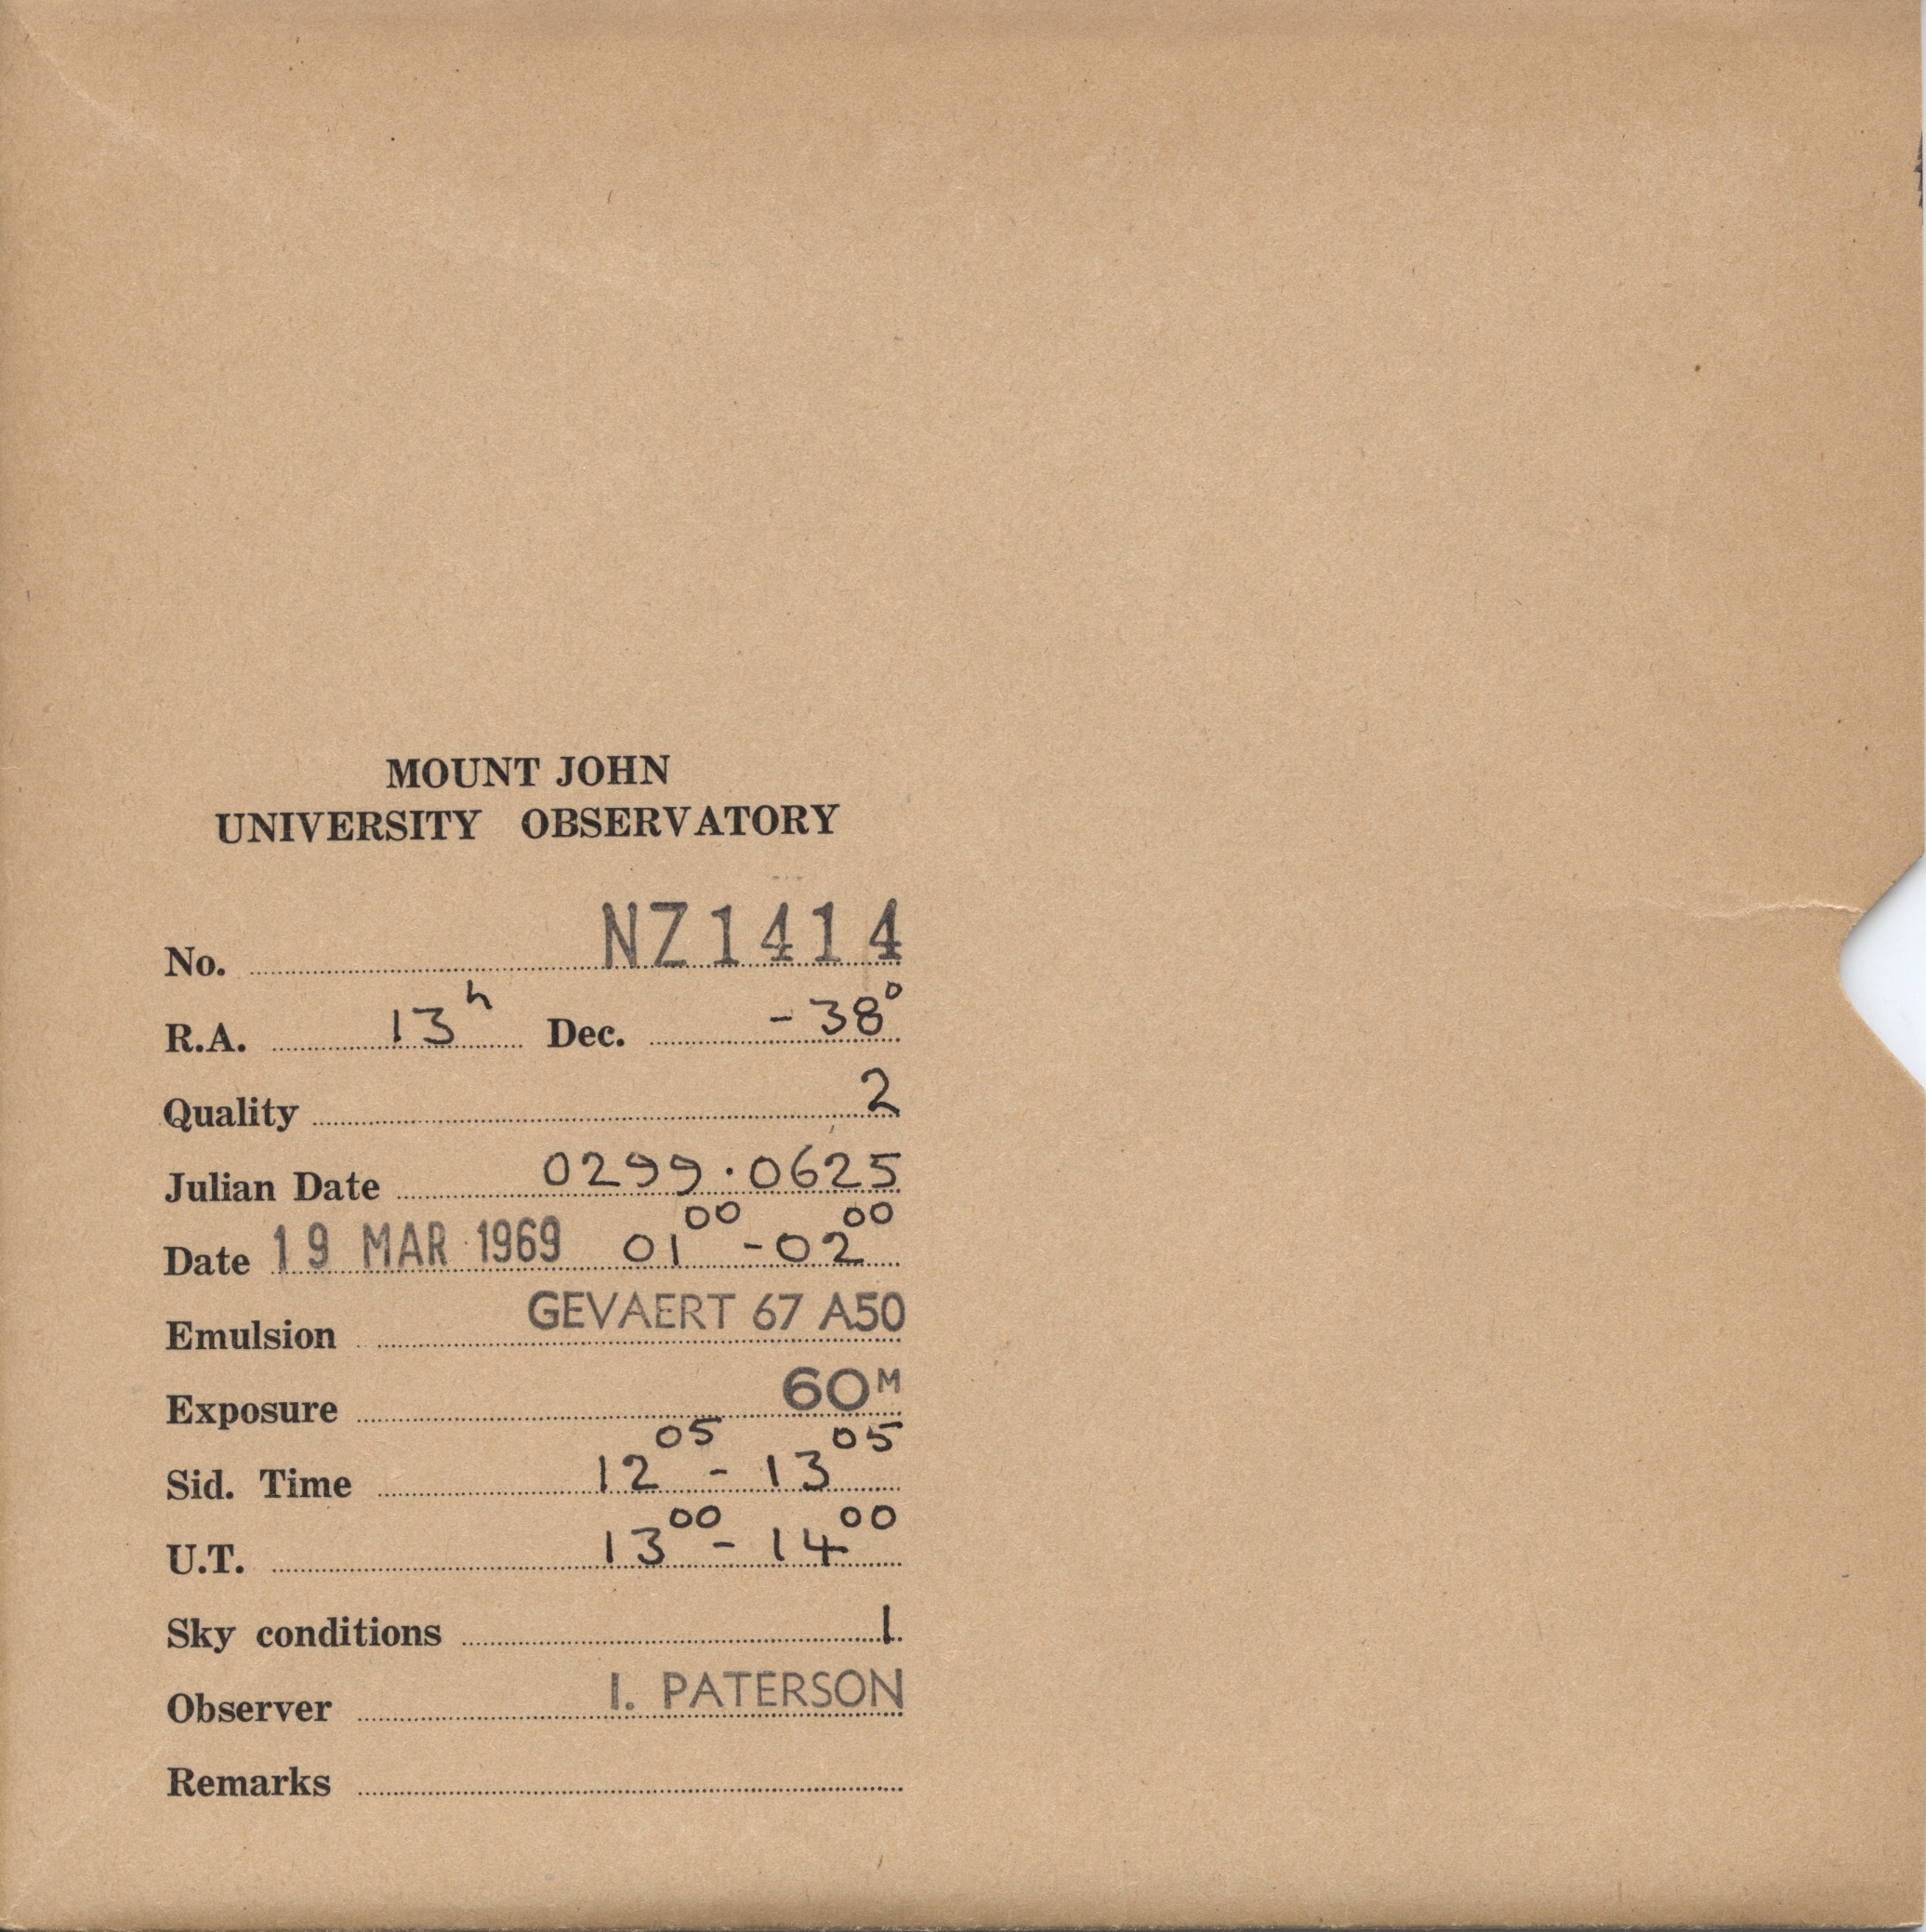 MOUNT JOHN
UNIVERSITY OBSERVATORY
No. NZ1414
R.A. 13h Dec. -38°
Quality 2
Julian Date 0299.0625
Date 19 MAR 1969 01 00 - 02 00
Emulsion GEVAERT 67 A50
Exposure 60M
Sid. Time 12 05 - 13 05
U.T. 13 00 - 14 00
Sky conditions 1
Observer I. PATERSON
Remarks